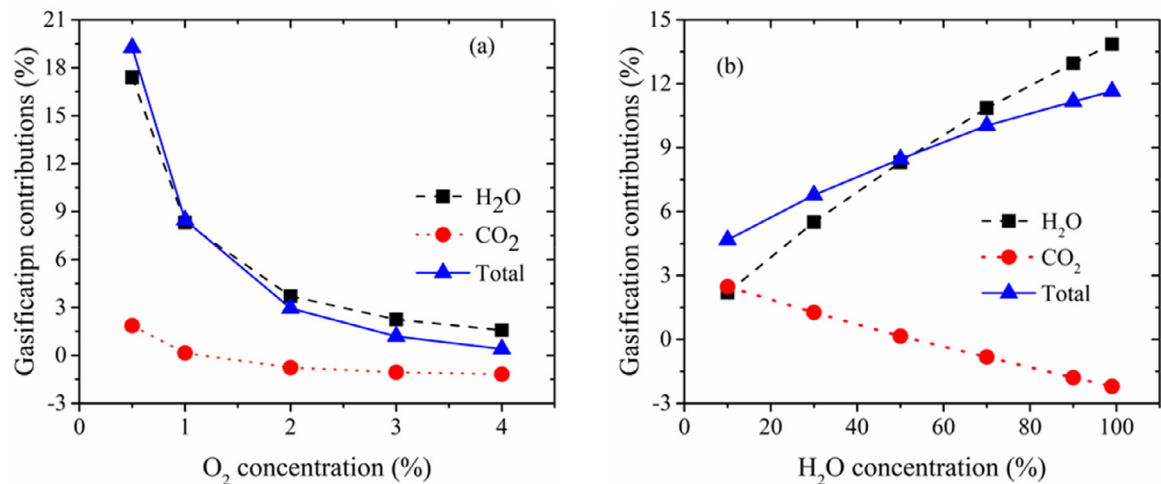 Gasificatipn contributions (%)
21
18
15
12
9
6
3
0
-3
(a)
H₂O
CO₂
Total
0 1 2 3 4
O₂ concentration (%)
Gasification contributions (%)
15
12
9
6
3
0
-3
(b)
H₂O
CO₂
Total
0 20 40 60 80 100
H₂O concentration (%)